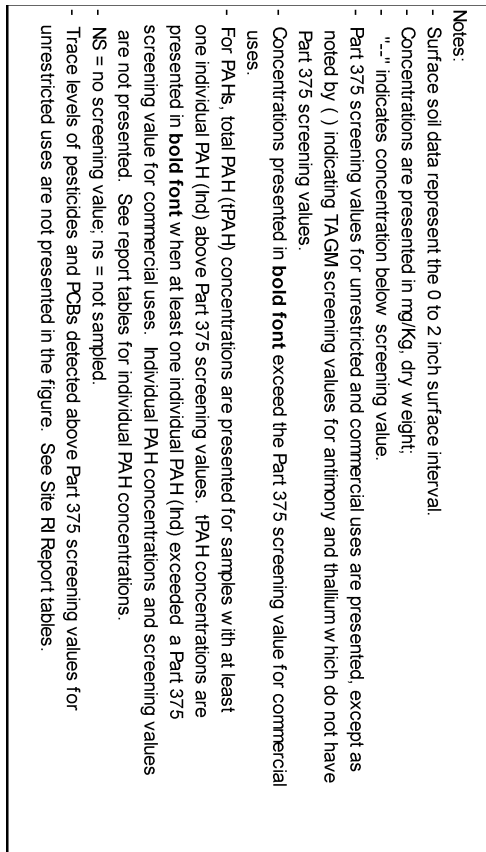 Notes:
- Surface soil data represent the 0 to 2 inch surface interval.
- Concentrations are presented in mg/Kg, dry weight;
- "--" indicates concentration below screening value.
- Part 375 screening values for unrestricted and commercial uses are presented, except as
noted by ( ) indicating TAGM screening values for antimony and thallium which do not have
Part 375 screening values.
- Concentrations presented in bold font exceed the Part 375 screening value for commercial
uses.
- For PAHs, total PAH (tPAH) concentrations are presented for samples with at least
one individual PAH (Ind) above Part 375 screening values. tPAH concentrations are
presented in bold font when at least one individual PAH (Ind) exceeded a Part 375
screening value for commercial uses. Individual PAH concentrations and screening values
are not presented. See report tables for individual PAH concentrations.
- NS = no screening value; ns = not sampled.
- Trace levels of pesticides and PCBs detected above Part 375 screening values for
unrestricted uses are not presented in the figure. See Site RI Report tables.